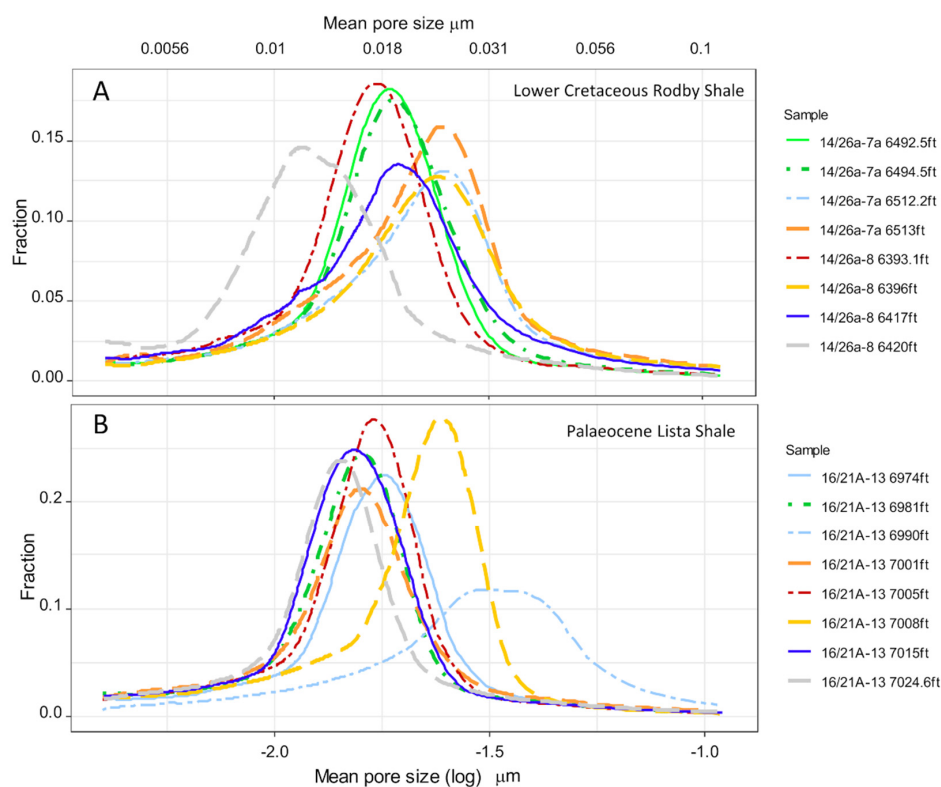 Mean pore size μm
0.0056 0.01 0.018 0.031 0.056 0.1
A
Lower Cretaceous Rodby Shale
0.15
0.10
0.05
0.00
Fraction
Sample
14/26a-7a 6492.5ft
14/26a-7a 6494.5ft
14/26a-7a 6512.2ft
14/26a-7a 6513ft
14/26a-8 6393.1ft
14/26a-8 6396ft
14/26a-8 6417ft
14/26a-8 6420ft
B
Palaeocene Lista Shale
0.2
0.1
0.0
Fraction
Sample
16/21A-13 6974ft
16/21A-13 6981ft
16/21A-13 6990ft
16/21A-13 7001ft
16/21A-13 7005ft
16/21A-13 7008ft
16/21A-13 7015ft
16/21A-13 7024.6ft
-2.0 -1.5 -1.0
Mean pore size (log) μm